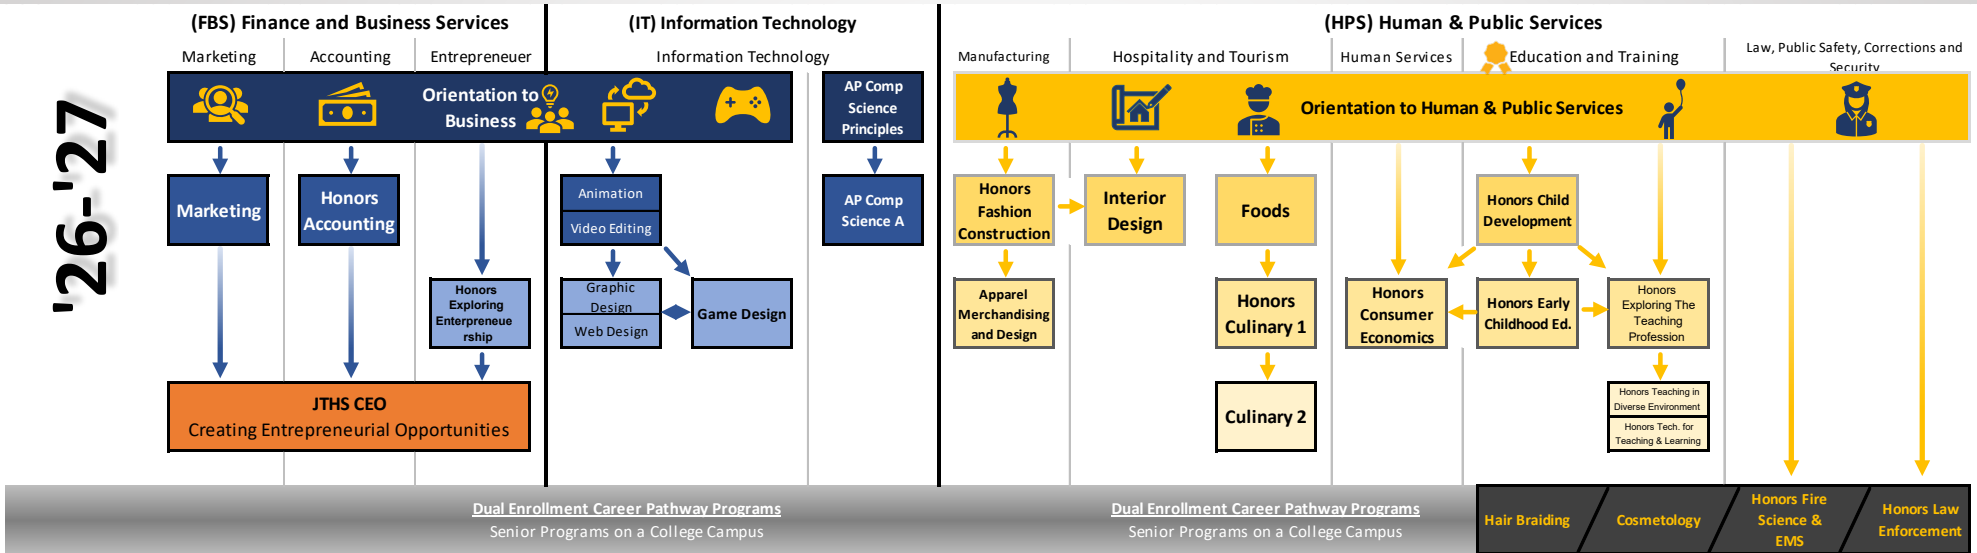 (FBS) Finance and Business Services
(IT) Information Technology
(HPS) Human & Public Services
Marketing
Accounting
Entrepreneuer
Information Technology
Manufacturing
Hospitality and Tourism
Human Services
Education and Training
Law, Public Safety, Corrections and
Security
'26-'27
Orientation to
Business
AP Comp
Science
Principles
Orientation to Human & Public Services
Marketing
Honors
Accounting
Animation
Video Editing
AP Comp
Science A
Honors
Fashion
Construction
Interior
Design
Foods
Honors Child
Development
Honors
Exploring
Enterpreneue
rship
Graphic
Design
Web Design
Game Design
Apparel
Merchandising
and Design
Honors
Culinary 1
Honors
Consumer
Economics
Honors Early
Childhood Ed.
Honors
Exploring The
Teaching
Profession
JTHS CEO
Creating Entrepreneurial Opportunities
Culinary 2
Honors Teaching in
Diverse Environment
Honors Tech. for
Teaching & Learning
Dual Enrollment Career Pathway Programs
Senior Programs on a College Campus
Dual Enrollment Career Pathway Programs
Senior Programs on a College Campus
Hair Braiding
Cosmetology
Honors Fire
Science &
EMS
Honors Law
Enforcement